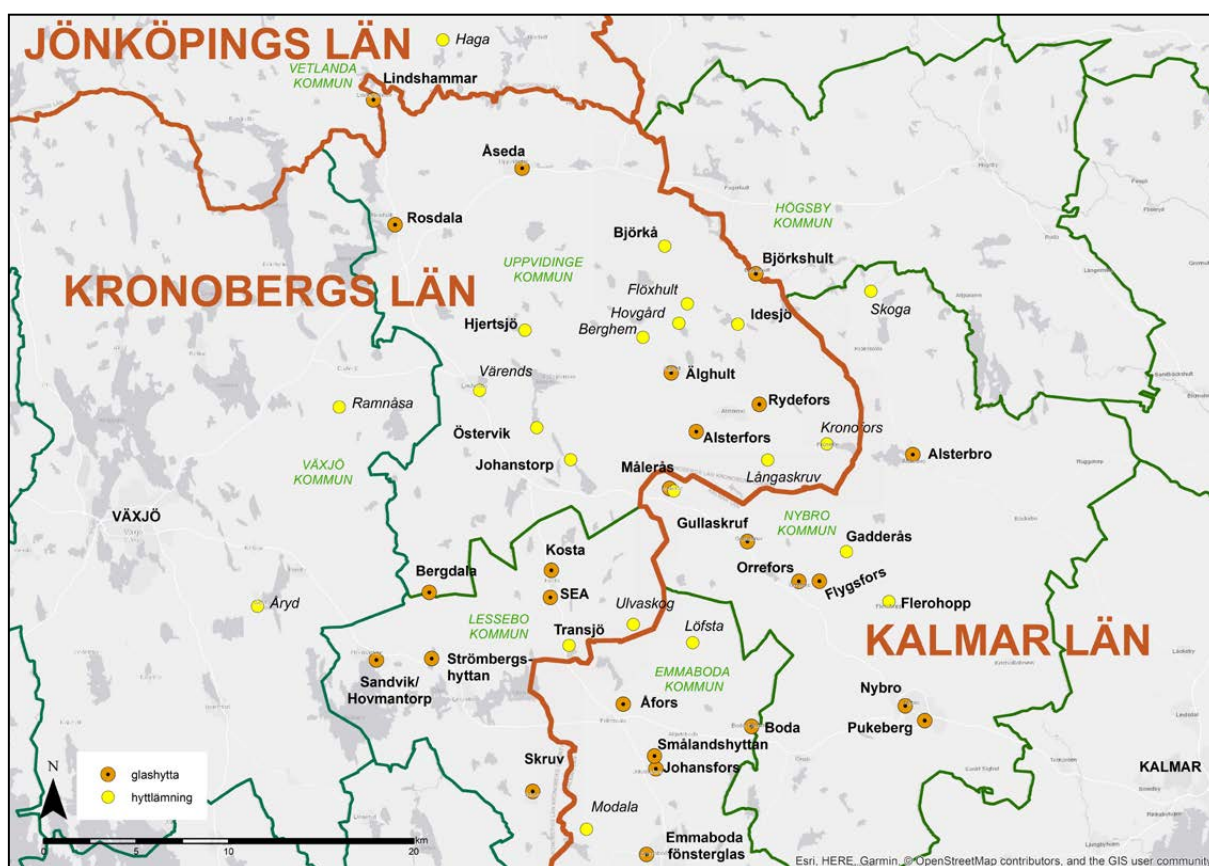 JÖNKÖPINGS LÄN
Haga
VETLANDA
KOMMUN
Lindshammar
Åseda
Rosdala
HÖGSBY
KOMMUN
Björkå
Björkshult
UPPVIDINGE
KOMMUN
KRONOBERGS LÄN
Flöxhult
Hovgård
Berghem
Idesjö
Skoga
Hjertsjö
Värends
Älghult
Ramnåsa
Rydefors
Östervik
Alsterfors
Kronofors
Johanstorp
Alsterbro
VÄXJÖ
KOMMUN
Målerås
Långaskruv
VÄXJÖ
Gullaskruf
NYBRO
KOMMUN
Gadderås
Kosta
Bergdala
Orrefors
Flygsfors
SEA
Åryd
Ulvaskog
Flerohopp
LESSEBO
KOMMUN
Transjö
Löfsta
KALMAR LÄN
Strömbergs-
hyttan
EMMABODA
KOMMUN
Sandvik/
Hovmantorp
Nybro
Åfors
Boda
Pukeberg
Smålandshyttan
Skruv
Johansfors
KALMAR
N
glashytta
hyttlämning
Modala
0 10 20
km
Emmaboda
fönsterglas
Esri, HERE, Garmin, © OpenStreetMap contributors, and the GIS user communit